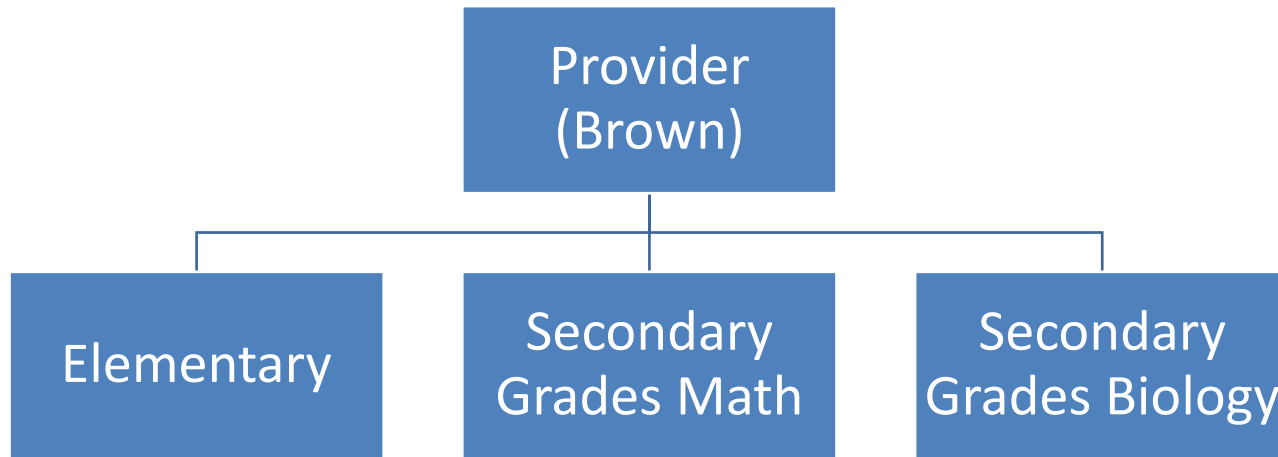 Provider
(Brown)
Elementary
Secondary
Grades Math
Secondary
Grades Biology